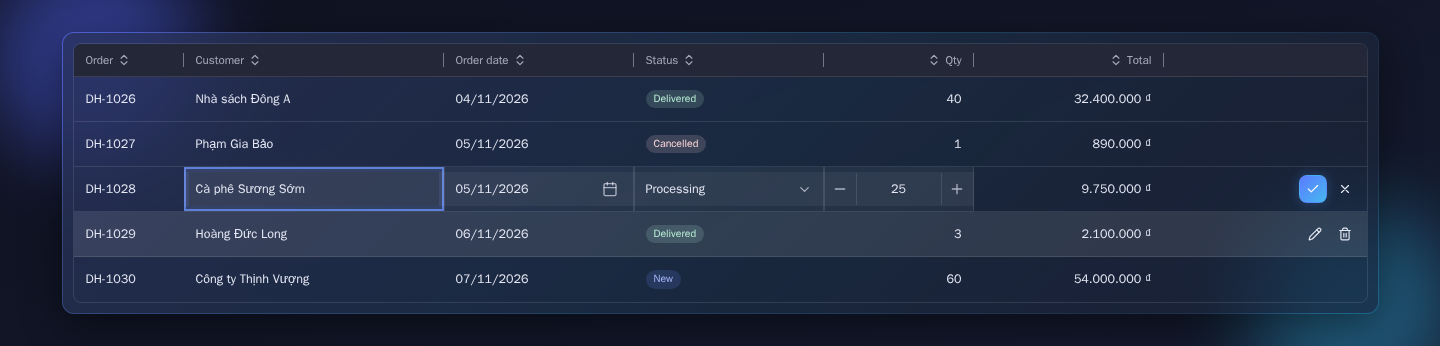 Order Customer Order date Status Qty Total
DH-1026 Nhà sách Đông A 04/11/2026 Delivered 40 32.400.000 ₫
DH-1027 Phạm Gia Bảo 05/11/2026 Cancelled 1 890.000 ₫
DH-1028 Cà phê Sương Sớm 05/11/2026 Processing 25 9.750.000 ₫
DH-1029 Hoàng Đức Long 06/11/2026 Delivered 3 2.100.000 ₫
DH-1030 Công ty Thịnh Vượng 07/11/2026 New 60 54.000.000 ₫